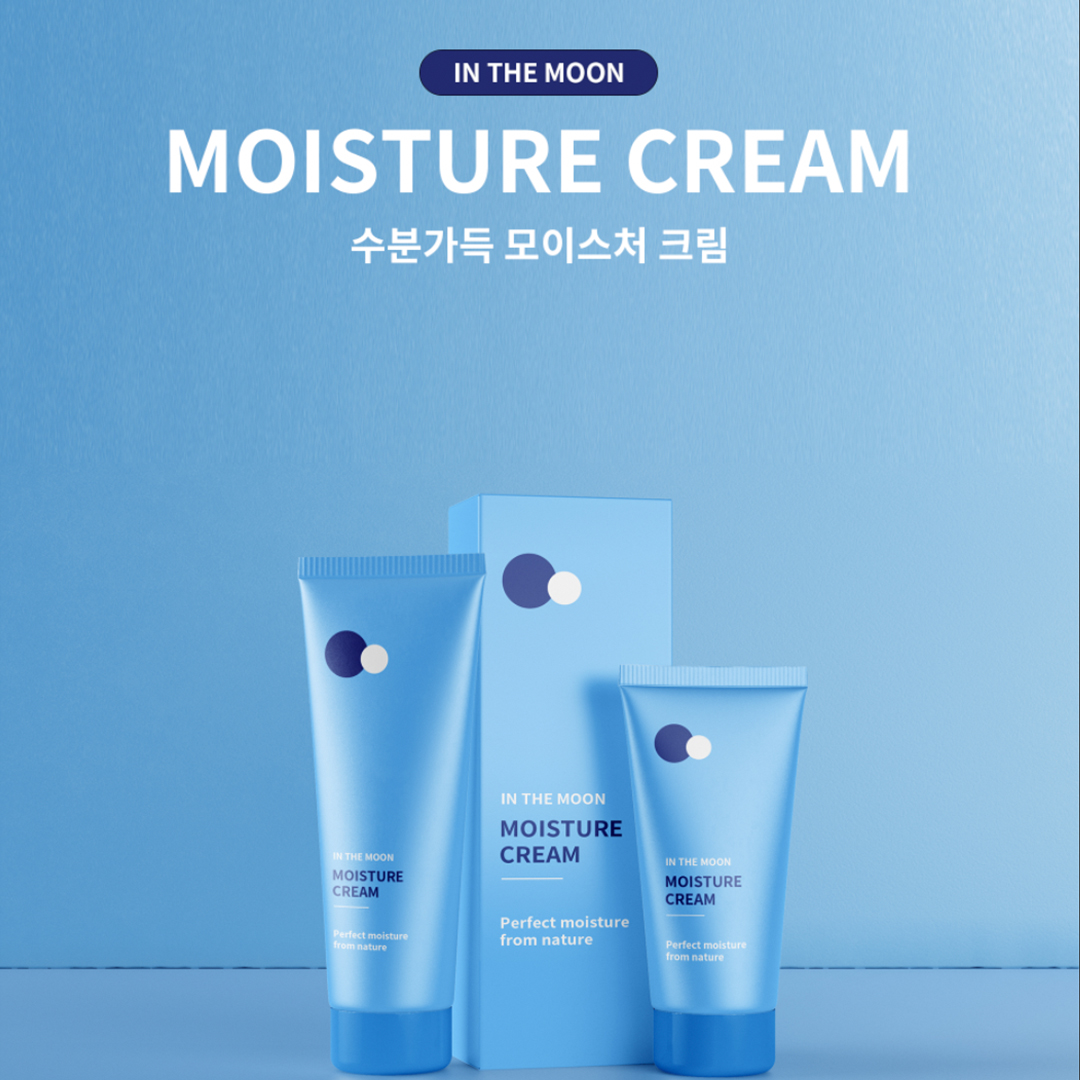 IN THE MOON
MOISTURE CREAM
수분가득 모이스처 크림
IN THE MOON
MOISTURE
CREAM
Perfect moisture
from nature
IN THE MOON
MOISTURE
CREAM
Perfect moisture
from nature
IN THE MOON
MOISTURE
CREAM
Perfect moisture
from nature